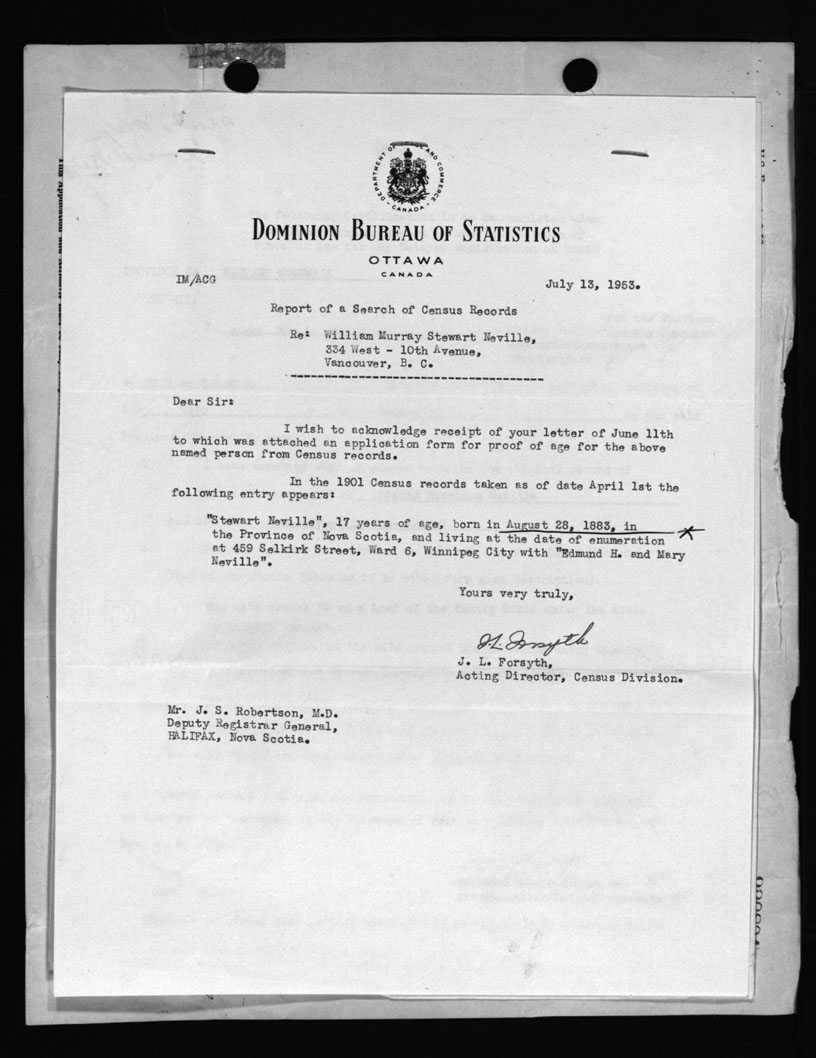 DEPARTMENT OF TRADE AND COMMERCE
CANADA
DOMINION BUREAU OF STATISTICS
OTTAWA
CANADA
IM/ACG
July 13, 1953.
Report of a Search of Census Records
Re: William Murray Stewart Neville,
334 West - 10th Avenue,
Vancouver, B. C.
Dear Sir:
I wish to acknowledge receipt of your letter of June 11th
to which was attached an application form for proof of age for the above
named person from Census records.
In the 1901 Census records taken as of date April 1st the
following entry appears:
"Stewart Neville", 17 years of age, born in August 28, 1883, in
the Province of Nova Scotia, and living at the date of enumeration
at 459 Selkirk Street, Ward 6, Winnipeg City with "Edmund H. and Mary
Neville".
Yours very truly,
J. L. Forsyth
J. L. Forsyth,
Acting Director, Census Division.
Mr. J. S. Robertson, M.D.
Deputy Registrar General,
HALIFAX, Nova Scotia.